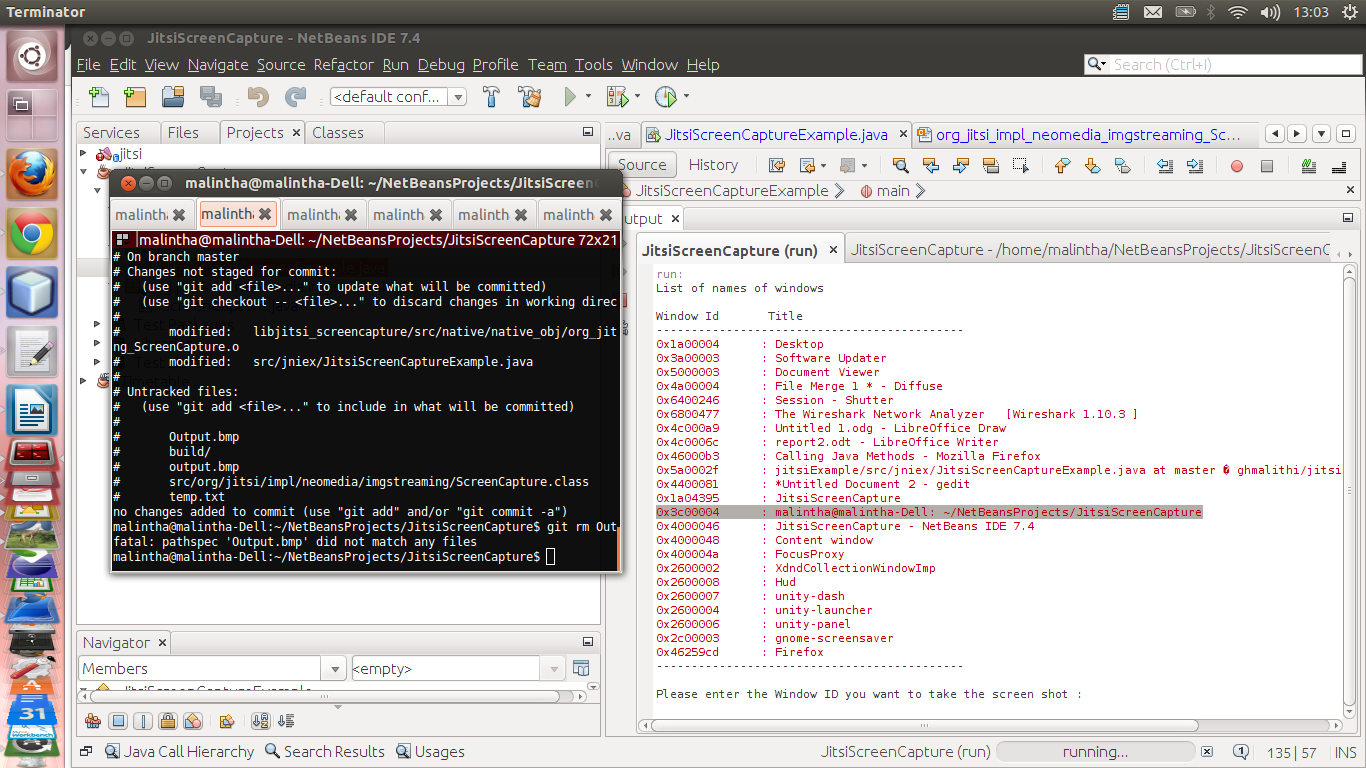 Terminator
13:03
JitsiScreenCapture - NetBeans IDE 7.4
File Edit View Navigate Source Refactor Run Debug Profile Team Tools Window Help
Search (Ctrl+I)
<default conf...
Services Files Projects Classes
..va JitsiScreenCaptureExample.java org_jitsi_impl_neomedia_imgstreaming_Sc...
jitsi
Source History
JitsiScreenCaptureExample main
malintha@malintha-Dell: ~/NetBeansProjects/JitsiScreen
malinth malinth malinth malinth malinth malinth
malintha@malintha-Dell: ~/NetBeansProjects/JitsiScreenCapture 72x21
# On branch master
# Changes not staged for commit:
#   (use "git add <file>..." to update what will be committed)
#   (use "git checkout -- <file>..." to discard changes in working direc
#
#       modified:   libjitsi_screencapture/src/native/native_obj/org_jit
ng_ScreenCapture.o
#       modified:   src/jniex/JitsiScreenCaptureExample.java
#
# Untracked files:
#   (use "git add <file>..." to include in what will be committed)
#
#       Output.bmp
#       build/
#       output.bmp
#       src/org/jitsi/impl/neomedia/imgstreaming/ScreenCapture.class
#       temp.txt
no changes added to commit (use "git add" and/or "git commit -a")
malintha@malintha-Dell:~/NetBeansProjects/JitsiScreenCapture$ git rm Out
fatal: pathspec 'Output.bmp' did not match any files
malintha@malintha-Dell:~/NetBeansProjects/JitsiScreenCapture$
utput
JitsiScreenCapture (run) JitsiScreenCapture - /home/malintha/NetBeansProjects/JitsiScreenCap
run:
List of names of windows
Window Id       Title
--------------------------------------------
0x1a00004      : Desktop
0x3a00003      : Software Updater
0x5000003      : Document Viewer
0x4a00004      : File Merge 1 * - Diffuse
0x6400246      : Session - Shutter
0x6800477      : The Wireshark Network Analyzer   [Wireshark 1.10.3 ]
0x4c000a9      : Untitled 1.odg - LibreOffice Draw
0x4c0006c      : report2.odt - LibreOffice Writer
0x46000b3      : Calling Java Methods - Mozilla Firefox
0x5a0002f      : jitsiExample/src/jniex/JitsiScreenCaptureExample.java at master � ghmalithi/jitsi
0x4400081      : *Untitled Document 2 - gedit
0x1a04395      : JitsiScreenCapture
0x3c00004      : malintha@malintha-Dell: ~/NetBeansProjects/JitsiScreenCapture
0x4000046      : JitsiScreenCapture - NetBeans IDE 7.4
0x4000048      : Content window
0x400004a      : FocusProxy
0x2600002      : XdndCollectionWindowImp
0x2600008      : Hud
0x2600007      : unity-dash
0x2600004      : unity-launcher
0x2600006      : unity-panel
0x2c00003      : gnome-screensaver
0x46259cd      : Firefox
--------------------------------------------
Please enter the Window ID you want to take the screen shot :
Navigator
Members <empty>
JitsiScreenCaptureExample
31
Workbench
Java Call Hierarchy Search Results Usages
JitsiScreenCapture (run) running... 135 | 57 INS